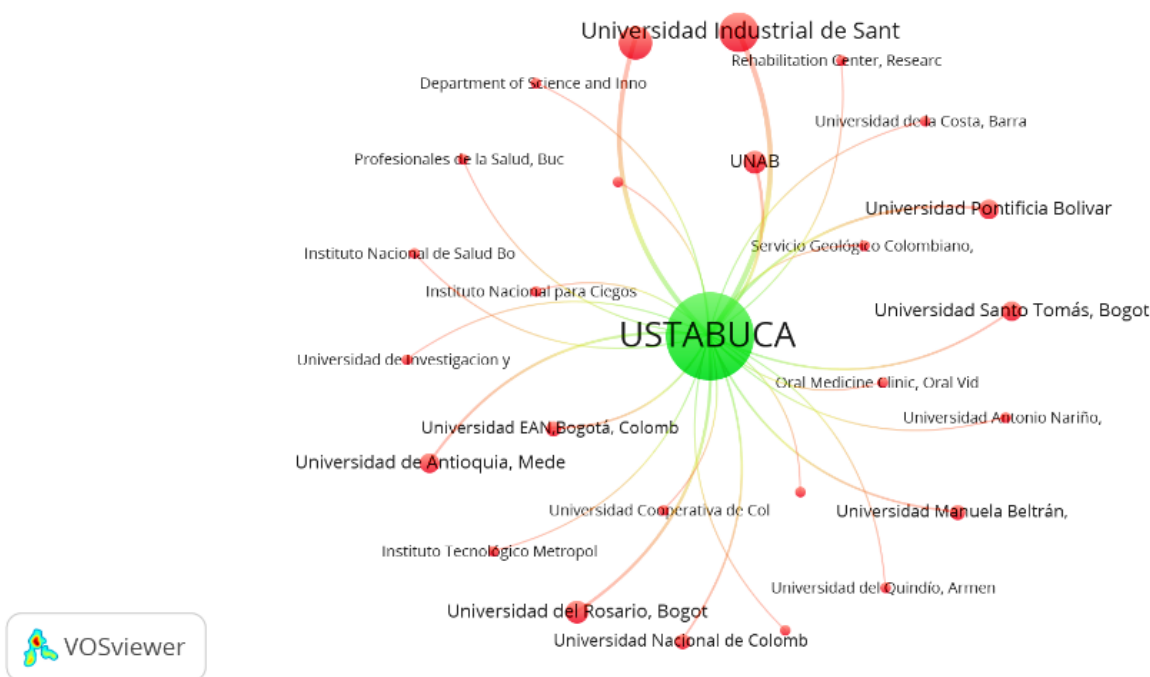 Universidad Industrial de Sant
Rehabilitation Center, Researc
Department of Science and Inno
Universidad de la Costa, Barra
Profesionales de la Salud, Buc
UNAB
Universidad Pontificia Bolivar
Servicio Geológico Colombiano,
Instituto Nacional de Salud Bo
Instituto Nacional para Ciegos
Universidad Santo Tomás, Bogot
USTABUCA
Universidad de Investigacion y
Oral Medicine Clinic, Oral Vid
Universidad Antonio Nariño,
Universidad EAN,Bogotá, Colomb
Universidad de Antioquia, Mede
Universidad Cooperativa de Col
Universidad Manuela Beltrán,
Instituto Tecnológico Metropol
Universidad del Quindío, Armen
Universidad del Rosario, Bogot
Universidad Nacional de Colomb
VOSviewer